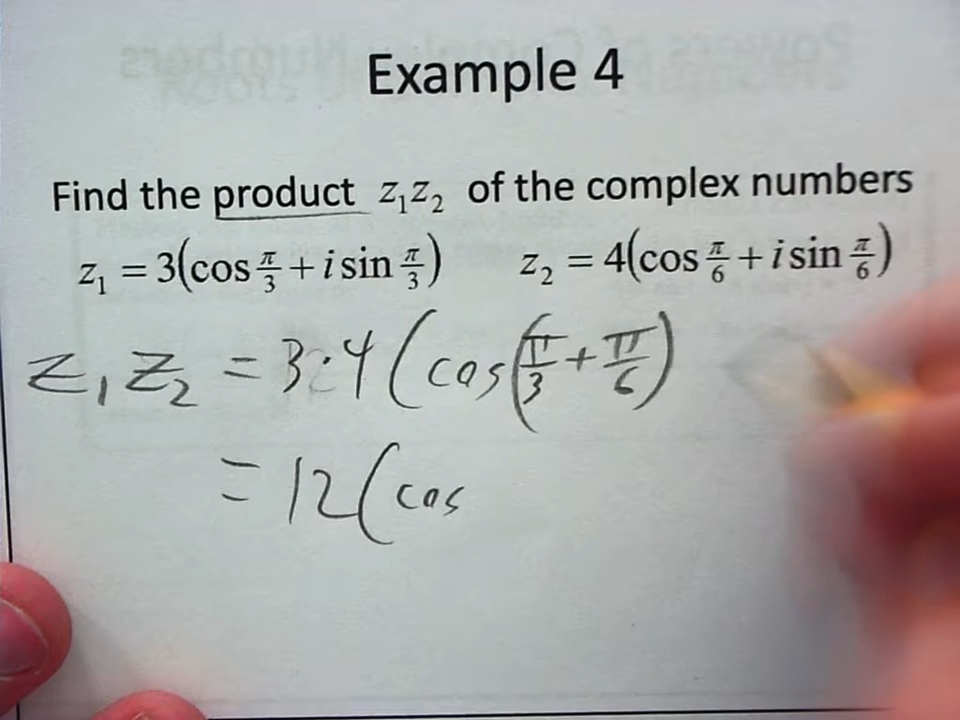 Example 4
Find the product z₁z₂ of the complex numbers
z₁ = 3(cos π/3 + i sin π/3) z₂ = 4(cos π/6 + i sin π/6)
z₁z₂ = 3·4(cos(π/3 + π/6)
= 12(cos